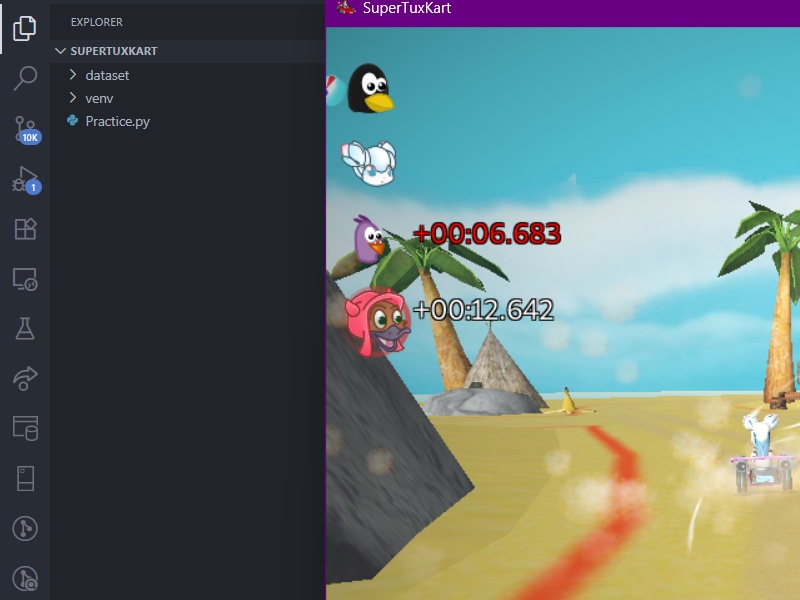 EXPLORER
SUPERTUXKART
dataset
venv
Practice.py
10K
1
SuperTuxKart
+00:06.683
+00:12.642